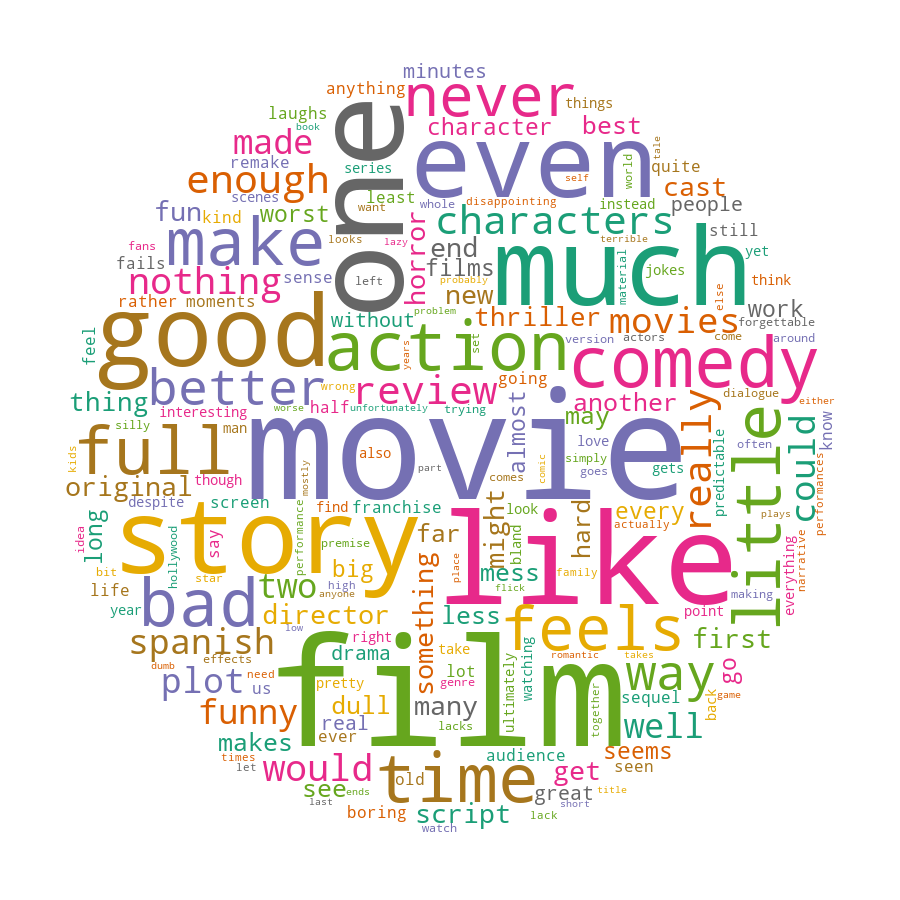 minutes
anything
never
things
laughs
book
one
character
best
made
even
tale
remake
series
quite
enough
scenes
least
self
world
cast
want
whole
disappointing
instead
people
fun
kind
worst
characters
make
looks
lazy
horror
end
terrible
still
fans
much
yet
fails
films
material
jokes
nothing
sense
left
probably
think
else
rather
moments
new
work
good
without
problem
thriller
movies
forgettable
feel
action
years
set
version
actors
come
around
comedy
better
wrong
review
going
dialogue
either
thing
interesting
worse
half
unfortunately
trying
almost
another
really
little
silly
man
movie
may
could
know
full
also
love
predictable
often
kids
part
simply
goes
gets
original
though
mostly
comes
comic
performances
despite
screen
find
franchise
might
look
hard
every
plays
long
story
performance
far
like
actually
idea
say
premise
bland
everything
narrative
hollywood
big
something
place
mess
family
bit
star
high
flick
making
life
two
anyone
year
bad
director
less
feels
point
low
spanish
right
first
effects
drama
watching
romantic
takes
dumb
film
take
ultimately
lot
way
go
plot
us
need
pretty
genre
together
sequel
back
game
funny
dull
many
real
lacks
well
makes
ever
audience
seems
times
let
would
time
old
get
seen
see
ends
great
title
last
short
boring
script
lack
watch